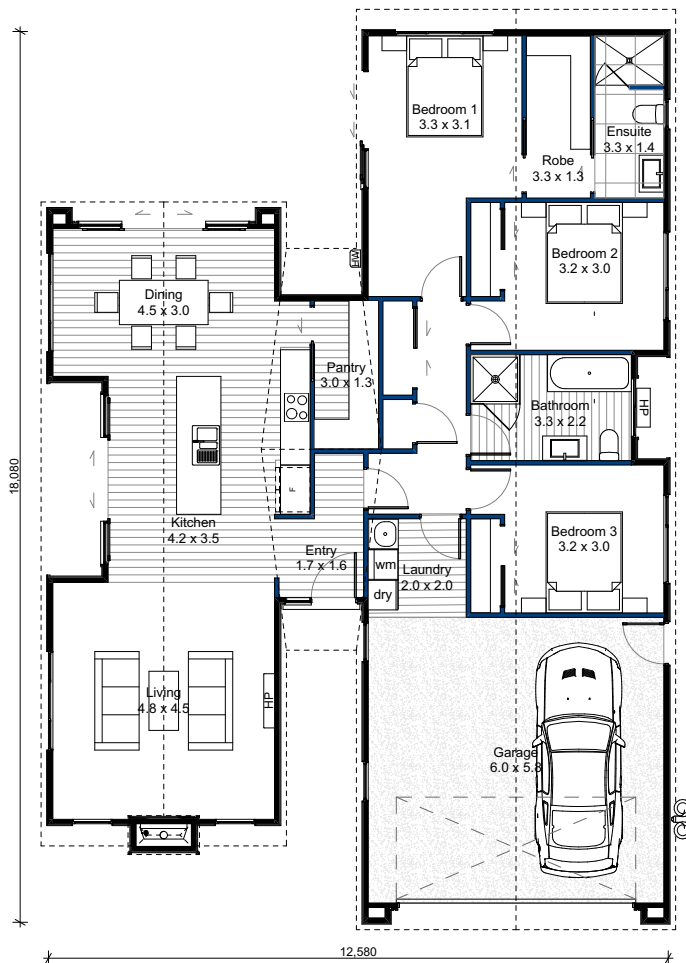 Bedroom 1
3.3 x 3.1
Ensuite
3.3 x 1.4
Robe
3.3 x 1.3
Bedroom 2
3.2 x 3.0
HW
Dining
4.5 x 3.0
Pantry
3.0 x 1.3
HP
Bathroom
3.3 x 2.2
18,080
F
Kitchen
4.2 x 3.5
Bedroom 3
3.2 x 3.0
Entry
1.7 x 1.6
wm
Laundry
2.0 x 2.0
dry
Living
4.8 x 4.5
HP
Garage
6.0 x 5.8
12,580